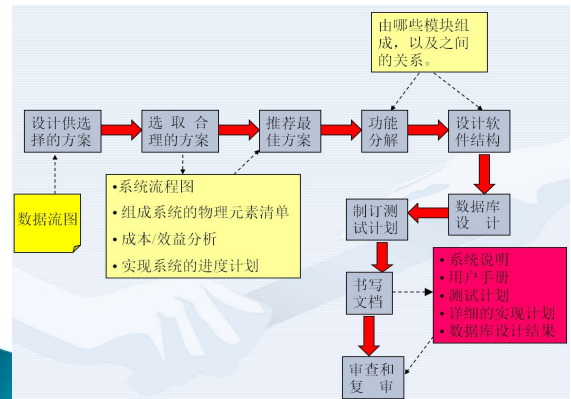 由哪些模块组
成，以及之间
的关系。
设计供选
择的方案
选取合
理的方案
推荐最
佳方案
功能
分解
设计软
件结构
数据流图
•系统流程图
•组成系统的物理元素清单
•成本/效益分析
•实现系统的进度计划
制订测
试计划
数据库
设计
书写
文档
•系统说明
•用户手册
•测试计划
•详细的实现计划
•数据库设计结果
审查和
复审